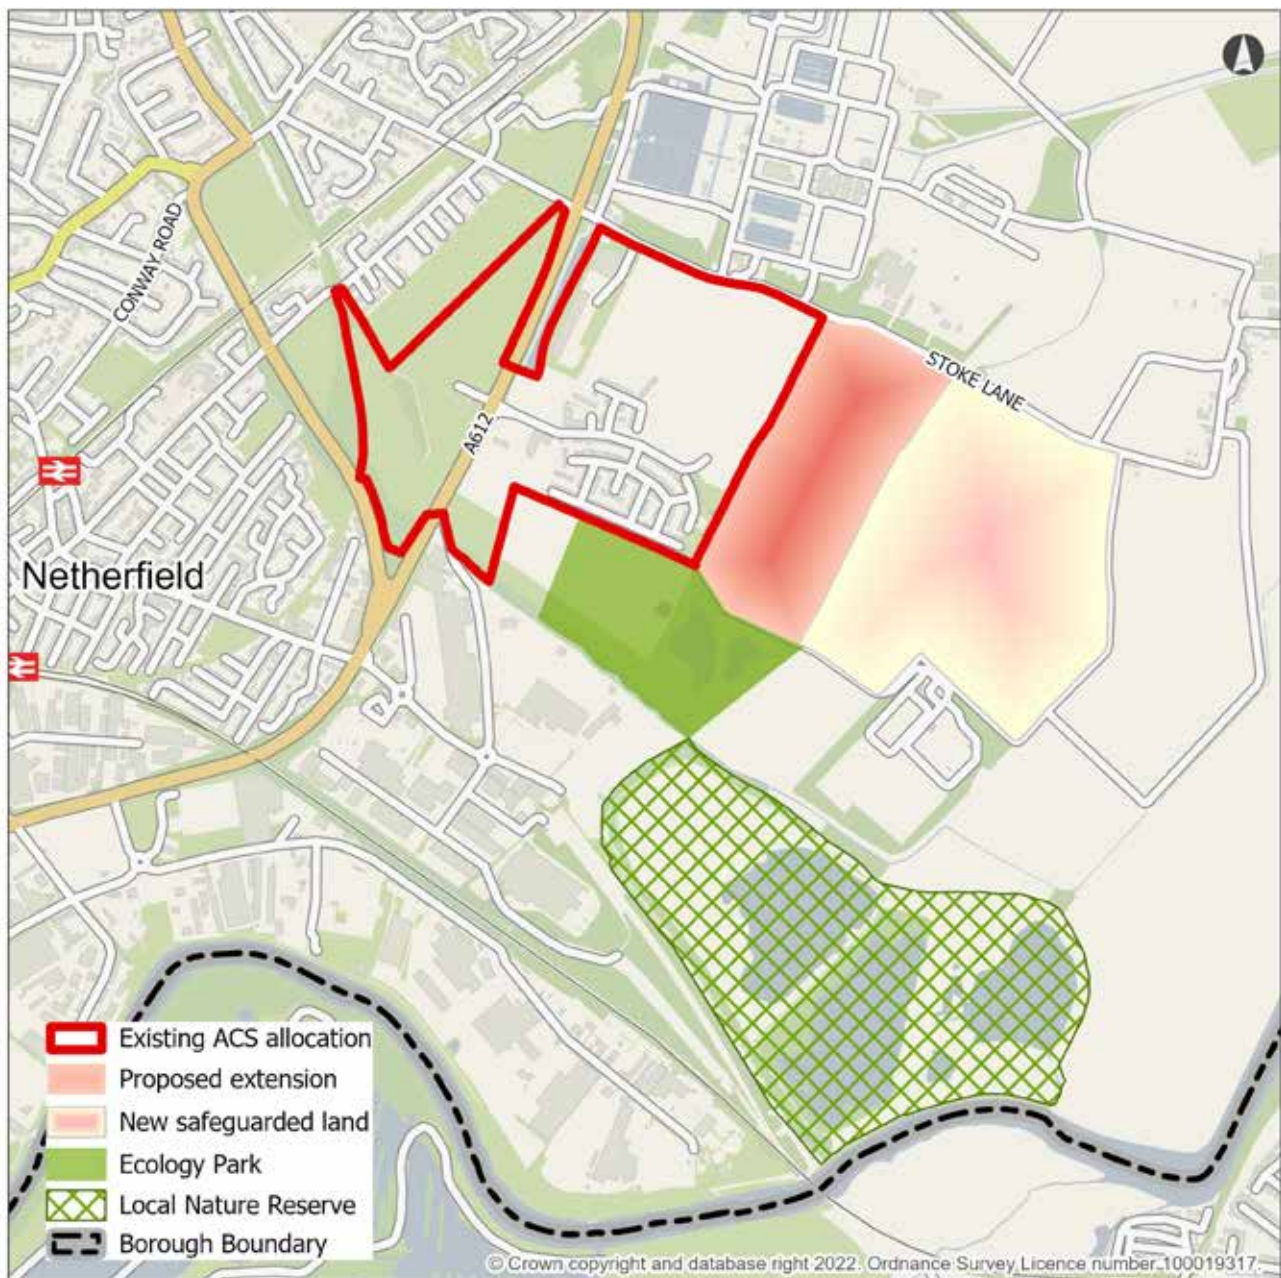 CONWAY ROAD
STOKE LANE
A612
Netherfield
Existing ACS allocation
Proposed extension
New safeguarded land
Ecology Park
Local Nature Reserve
Borough Boundary
© Crown copyright and database right 2022. Ordnance Survey Licence number 100019317.